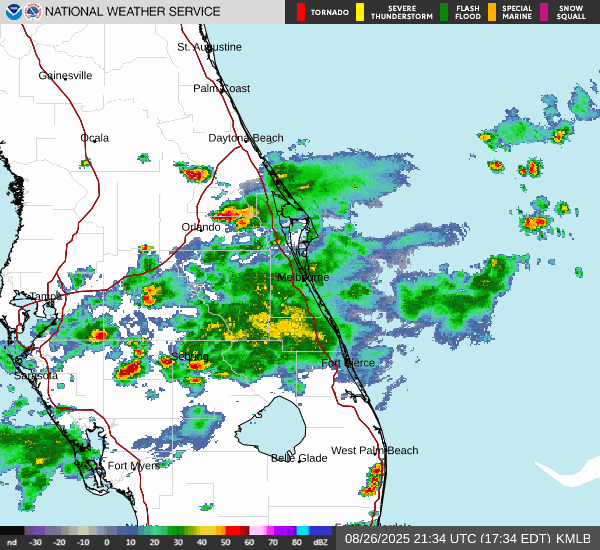 NATIONAL WEATHER SERVICE
TORNADO
SEVERE THUNDERSTORM
FLASH FLOOD
SPECIAL MARINE
SNOW SQUALL
St. Augustine
Gainesville
Palm Coast
Ocala
Daytona Beach
Orlando
Melbourne
Tampa
Sebring
Fort Pierce
Sarasota
West Palm Beach
Belle Glade
Fort Myers
nd -30 -20 -10 0 10 20 30 40 50 60 70 80 dBZ
08/26/2025 21:34 UTC (17:34 EDT) KMLB